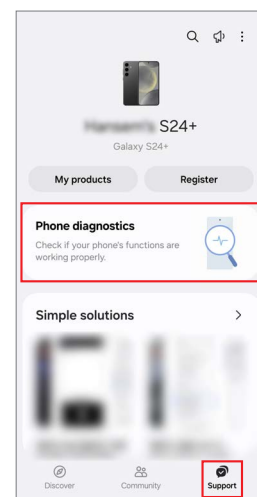 S24+
Galaxy S24+
My products
Register
Phone diagnostics
Check if your phone's functions are
working properly.
Simple solutions
Discover
Community
Support